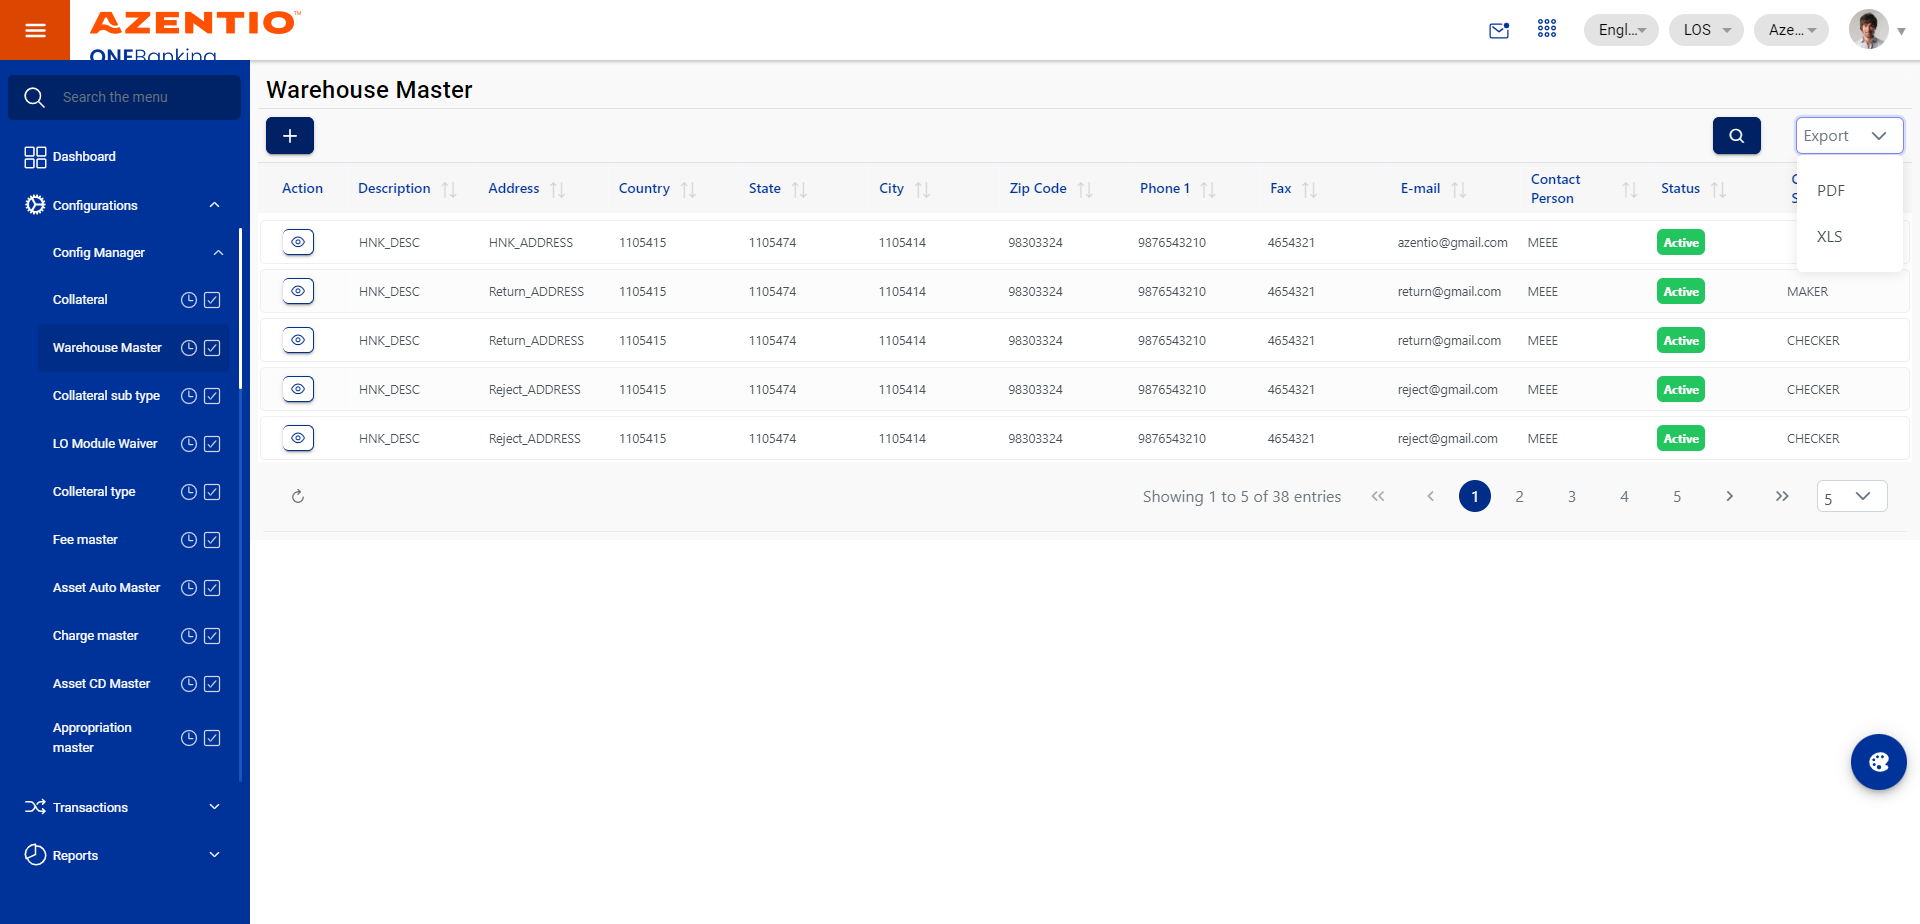 AZENTIO™
ONEBanking
Engl...
LOS
Aze...
Search the menu
Dashboard
Configurations
Config Manager
Collateral
Warehouse Master
Collateral sub type
LO Module Waiver
Colleteral type
Fee master
Asset Auto Master
Charge master
Asset CD Master
Appropriation
master
Transactions
Reports
Warehouse Master
Export
PDF
XLS
Action Description Address Country State City Zip Code Phone 1 Fax E-mail Contact Person Status
HNK_DESC HNK_ADDRESS 1105415 1105474 1105414 98303324 9876543210 4654321 azentio@gmail.com MEEE Active
HNK_DESC Return_ADDRESS 1105415 1105474 1105414 98303324 9876543210 4654321 return@gmail.com MEEE Active MAKER
HNK_DESC Return_ADDRESS 1105415 1105474 1105414 98303324 9876543210 4654321 return@gmail.com MEEE Active CHECKER
HNK_DESC Reject_ADDRESS 1105415 1105474 1105414 98303324 9876543210 4654321 reject@gmail.com MEEE Active CHECKER
HNK_DESC Reject_ADDRESS 1105415 1105474 1105414 98303324 9876543210 4654321 reject@gmail.com MEEE Active CHECKER
Showing 1 to 5 of 38 entries 1 2 3 4 5 5